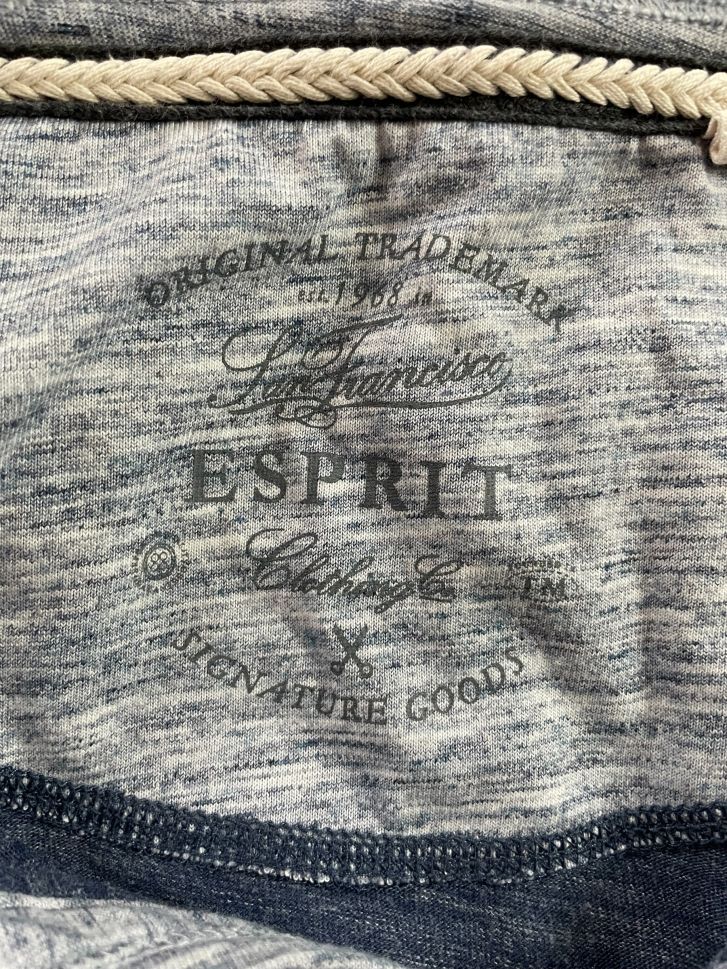 ORIGINAL TRADEMARK
est. 1968 in
San Francisco
ESPRIT
Clothing Co.
TM
SIGNATURE GOODS